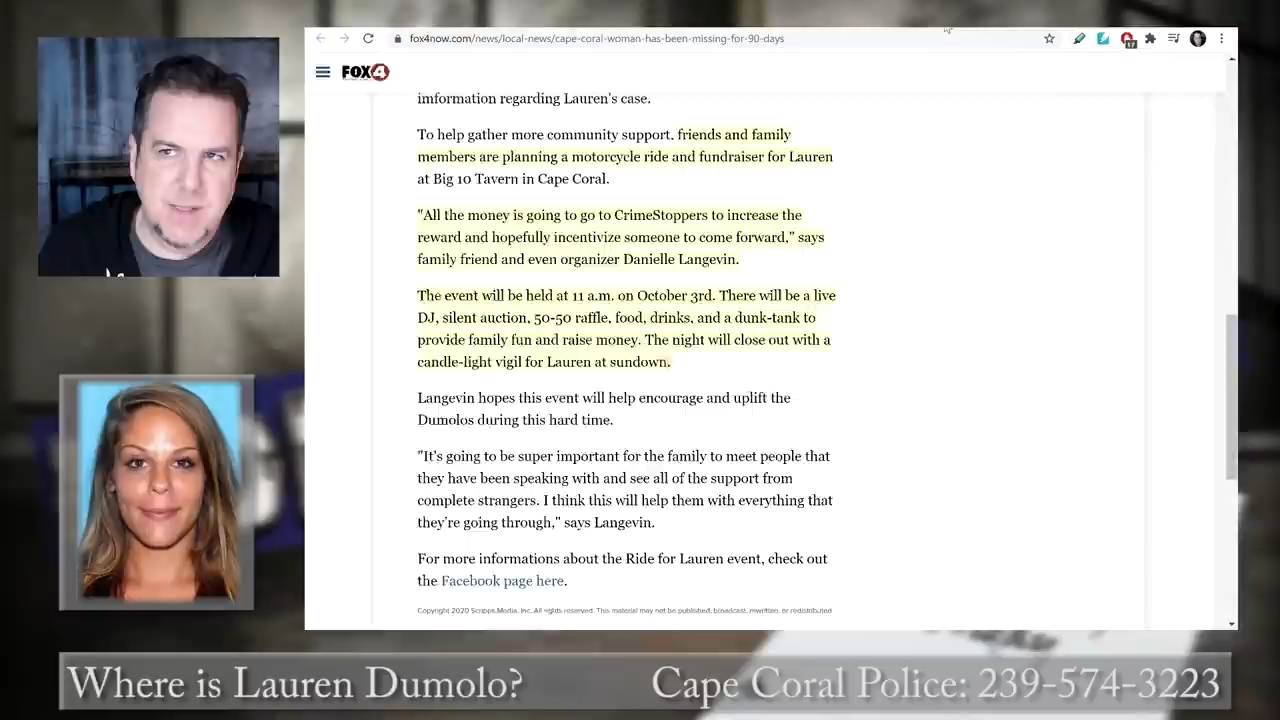 fox4now.com/news/local-news/cape-coral-woman-has-been-missing-for-90-days
17
FOX 4
imformation regarding Lauren's case.
To help gather more community support, friends and family
members are planning a motorcycle ride and fundraiser for Lauren
at Big 10 Tavern in Cape Coral.
"All the money is going to go to CrimeStoppers to increase the
reward and hopefully incentivize someone to come forward," says
family friend and even organizer Danielle Langevin.
The event will be held at 11 a.m. on October 3rd. There will be a live
DJ, silent auction, 50-50 raffle, food, drinks, and a dunk-tank to
provide family fun and raise money. The night will close out with a
candle-light vigil for Lauren at sundown.
Langevin hopes this event will help encourage and uplift the
Dumolos during this hard time.
"It's going to be super important for the family to meet people that
they have been speaking with and see all of the support from
complete strangers. I think this will help them with everything that
they're going through," says Langevin.
For more informations about the Ride for Lauren event, check out
the Facebook page here.
Copyright 2020 Scripps Media, Inc. All rights reserved. This material may not be published, broadcast, rewritten, or redistributed
Where is Lauren Dumolo? Cape Coral Police: 239-574-3223